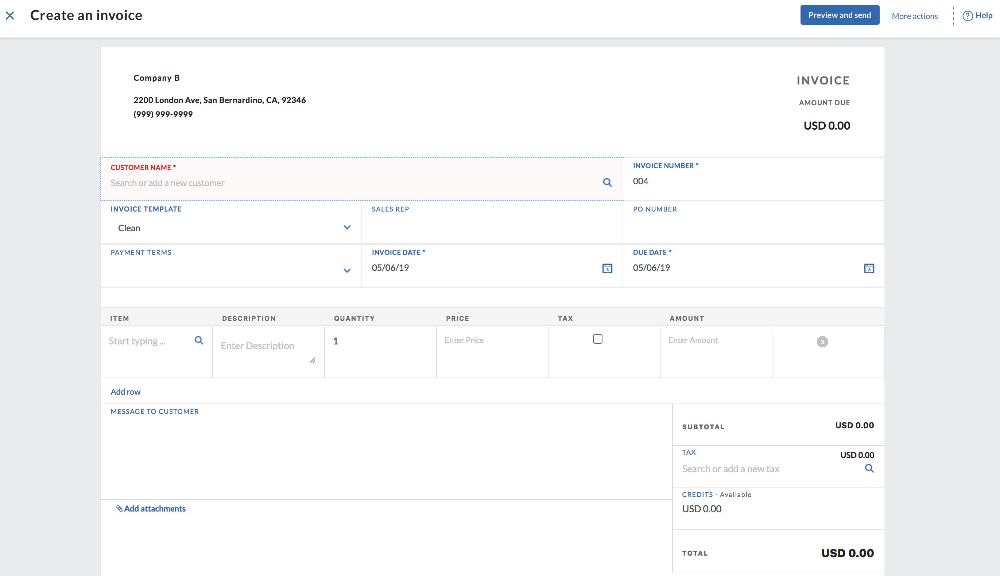 Create an invoice
Preview and send
More actions
? Help
Company B
2200 London Ave, San Bernardino, CA, 92346
(999) 999-9999
INVOICE
AMOUNT DUE
USD 0.00
CUSTOMER NAME *
Search or add a new customer
INVOICE NUMBER *
004
INVOICE TEMPLATE
Clean
SALES REP
PO NUMBER
PAYMENT TERMS
INVOICE DATE *
05/06/19
8
DUE DATE *
05/06/19
8
ITEM DESCRIPTION QUANTITY PRICE TAX AMOUNT
Start typing ...
Enter Description
1
Enter Price
Enter Amount
x
Add row
MESSAGE TO CUSTOMER
SUBTOTAL USD 0.00
TAX USD 0.00
Search or add a new tax
CREDITS - Available
USD 0.00
Add attachments
TOTAL USD 0.00